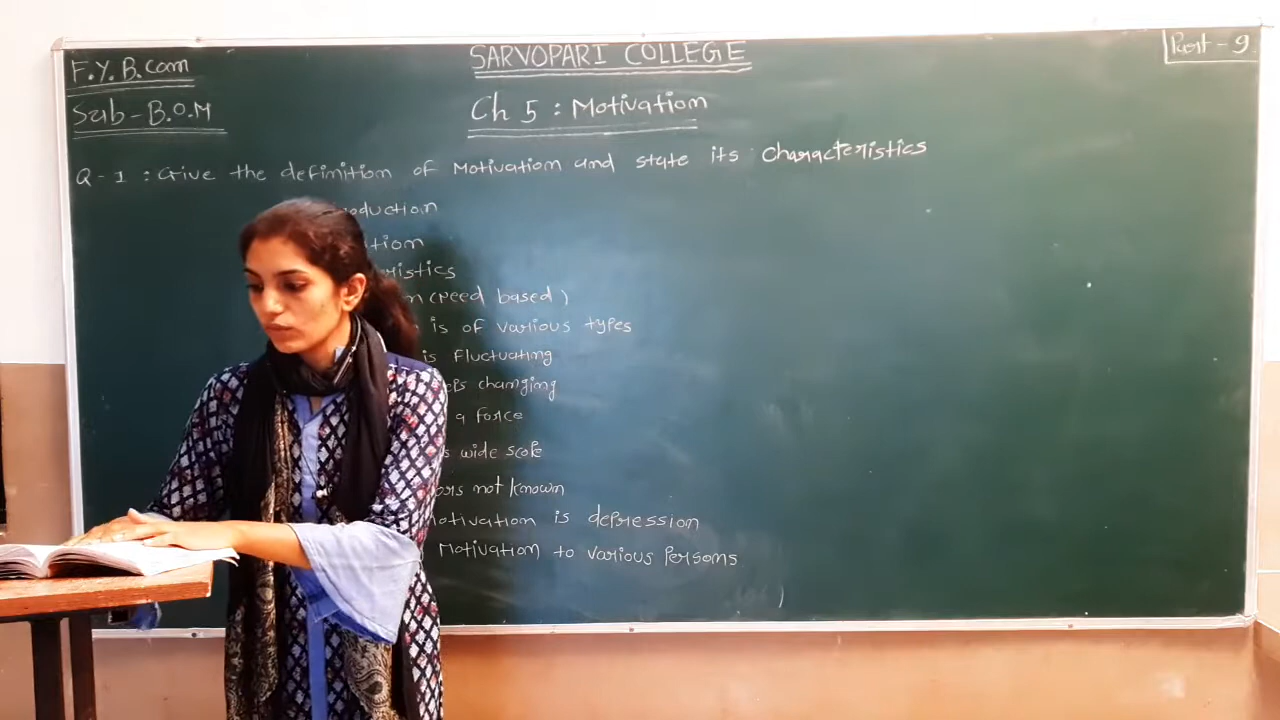 SARVOPARI COLLEGE
Part - 9
F.Y. B.Com
Sub - B.O.M
Ch 5 : Motivation
Q - 1 : Give the definition of Motivation and state its characteristics
oduction
tion
ristics
(need based)
is of various types
is fluctuating
is changing
a force
wide scope
not known
otivation is depression
Motivation to various Persons